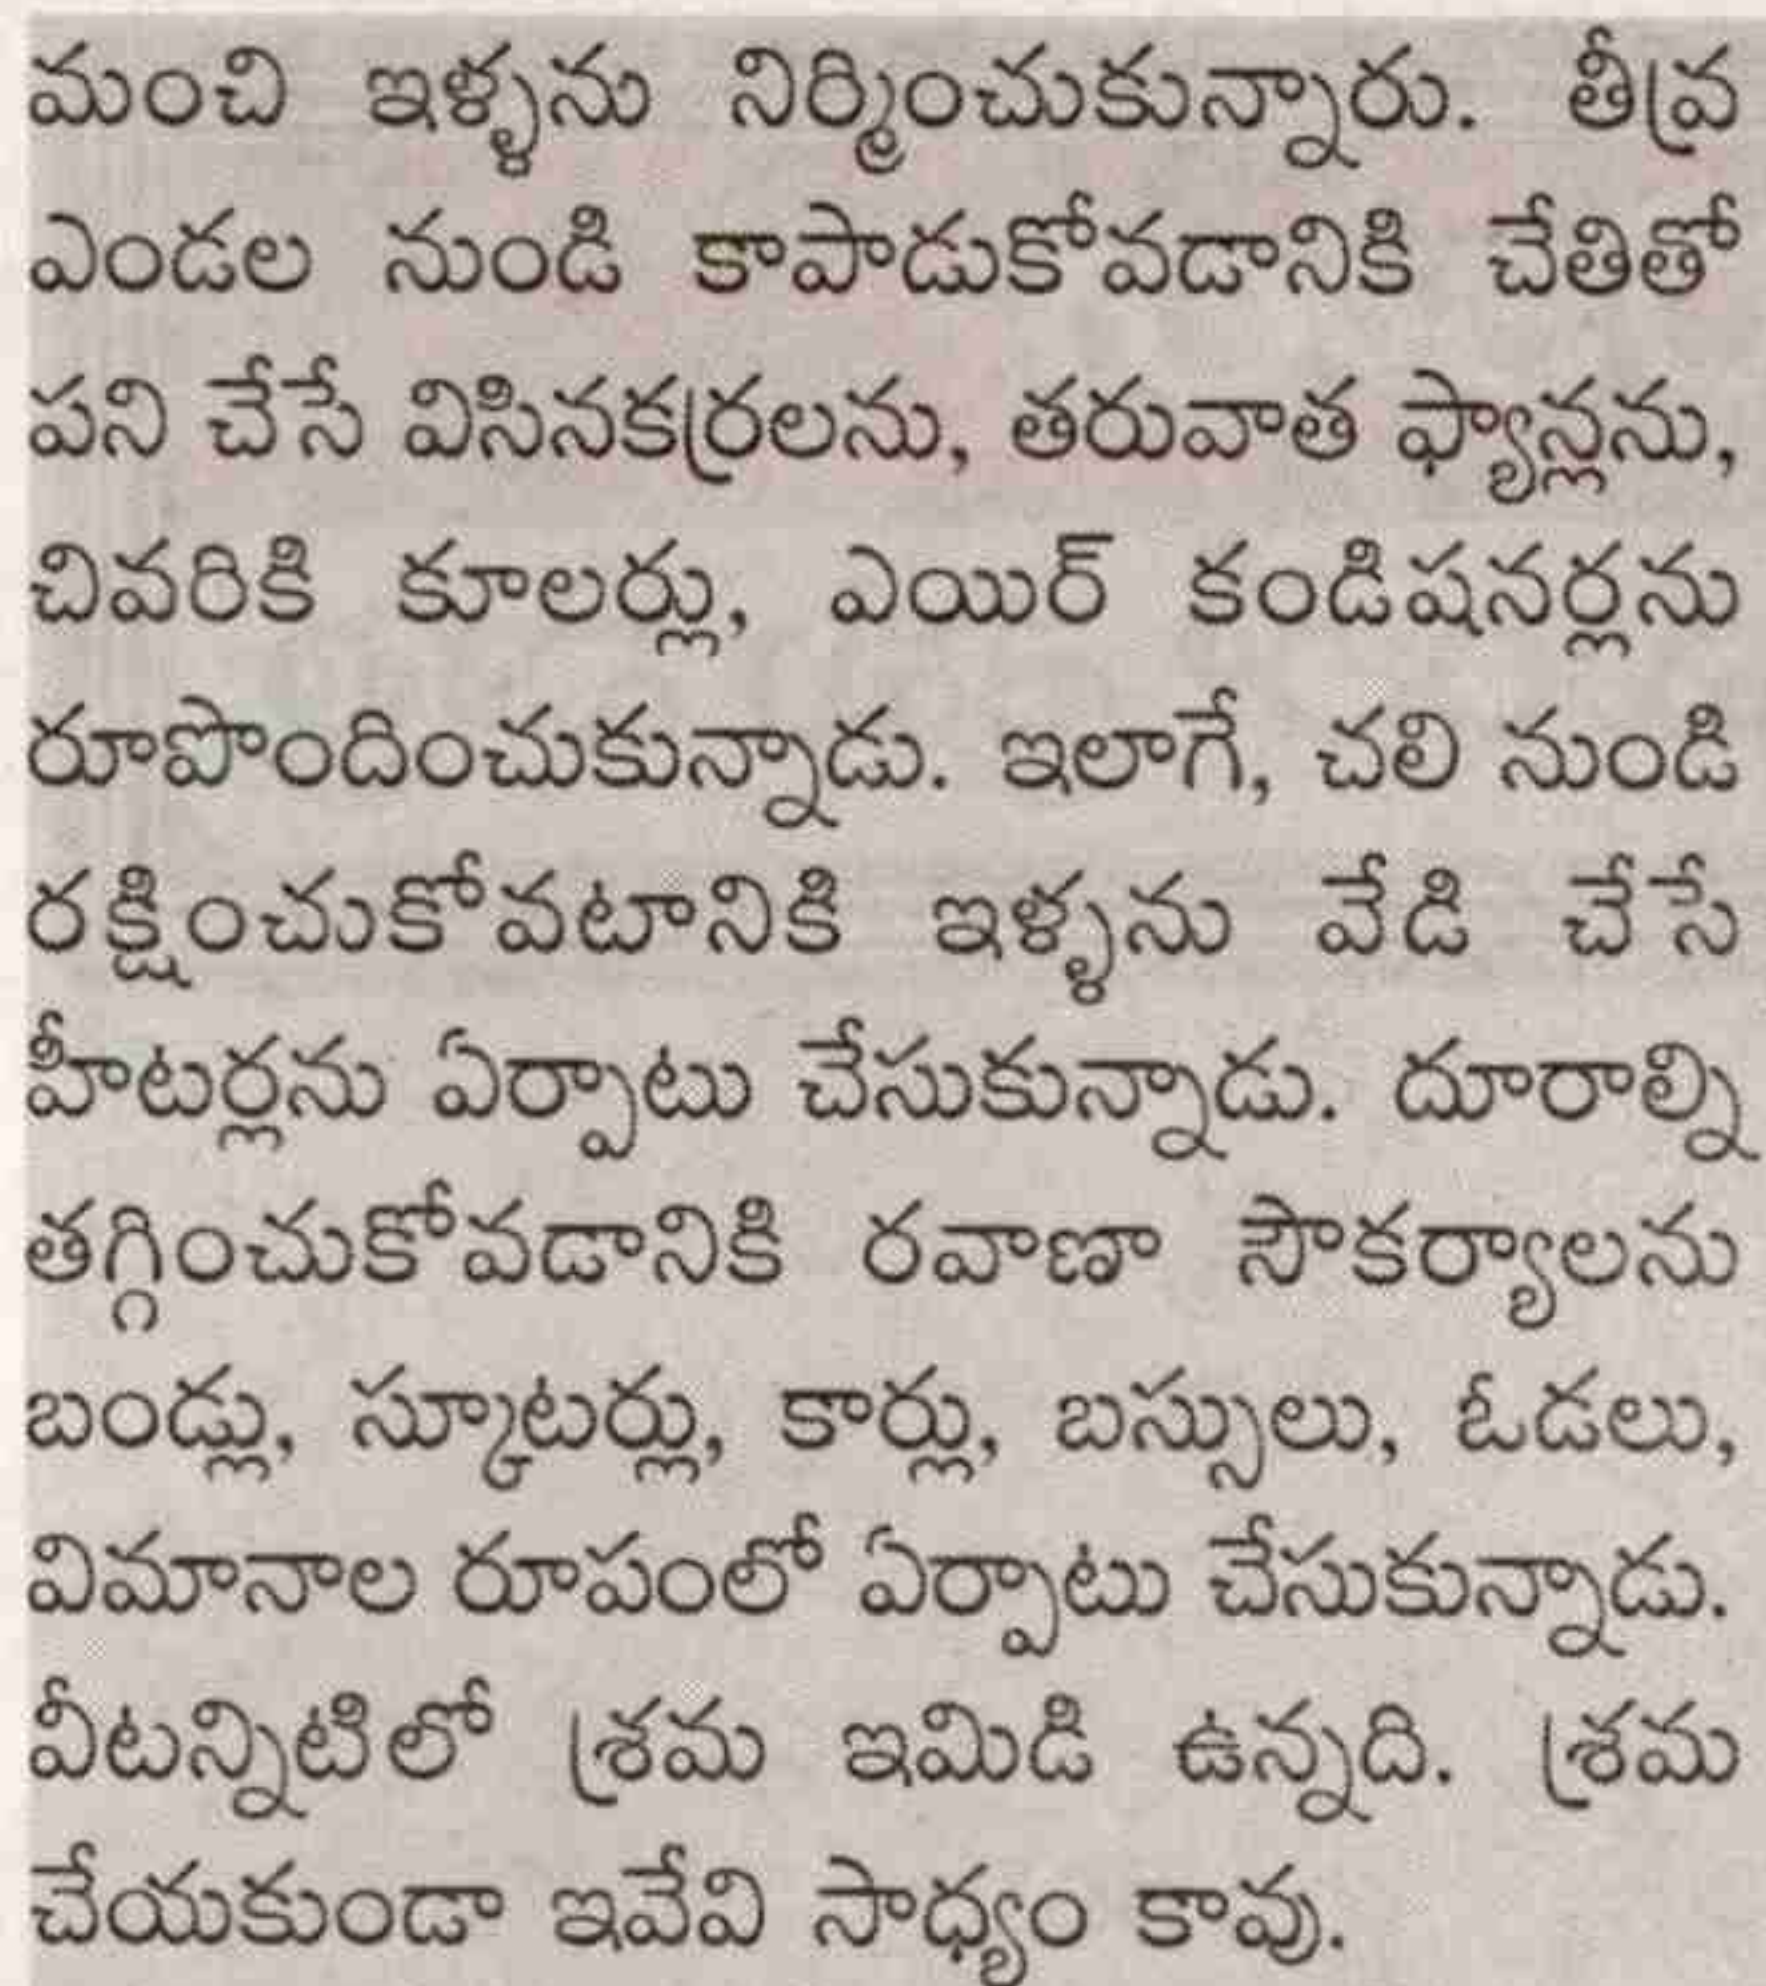 మంచి ఇళ్ళను నిర్మించుకున్నారు. తీవ్ర
ఎండల నుండి కాపాడుకోవడానికి చేతితో
పని చేసే విసినకర్రలను, తరువాత ఫ్యాన్లను,
చివరికి కూలర్లు, ఎయిర్ కండిషనర్లను
రూపొందించుకున్నాడు. ఇలాగే, చలి నుండి
రక్షించుకోవటానికి ఇళ్ళను వేడి చేసే
హీటర్లను ఏర్పాటు చేసుకున్నాడు. దూరాల్ని
తగ్గించుకోవడానికి రవాణా సౌకర్యాలను
బండ్లు, స్కూటర్లు, కార్లు, బస్సులు, ఓడలు,
విమానాల రూపంలో ఏర్పాటు చేసుకున్నాడు.
వీటన్నిటిలో శ్రమ ఇమిడి ఉన్నది. శ్రమ
చేయకుండా ఇవేవి సాధ్యం కావు.